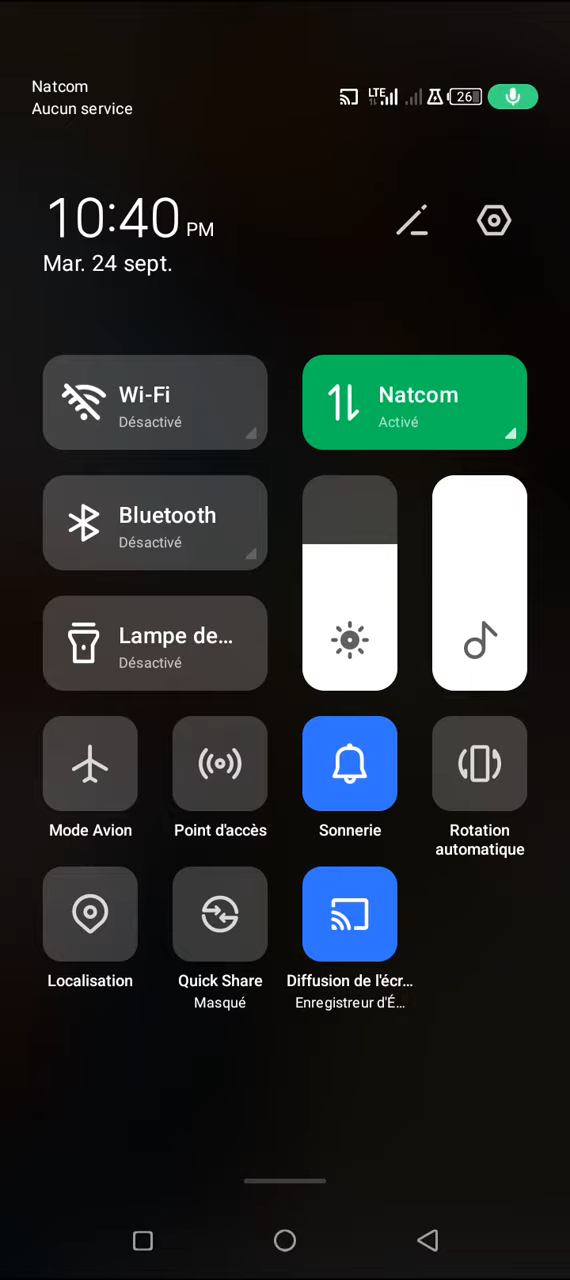 Natcom
Aucun service
LTE
26
10:40 PM
Mar. 24 sept.
Wi-Fi
Désactivé
Natcom
Activé
Bluetooth
Désactivé
Lampe de...
Désactivé
Mode Avion
Point d'accès
Sonnerie
Rotation
automatique
Localisation
Quick Share
Masqué
Diffusion de l'écr...
Enregistreur d'É...